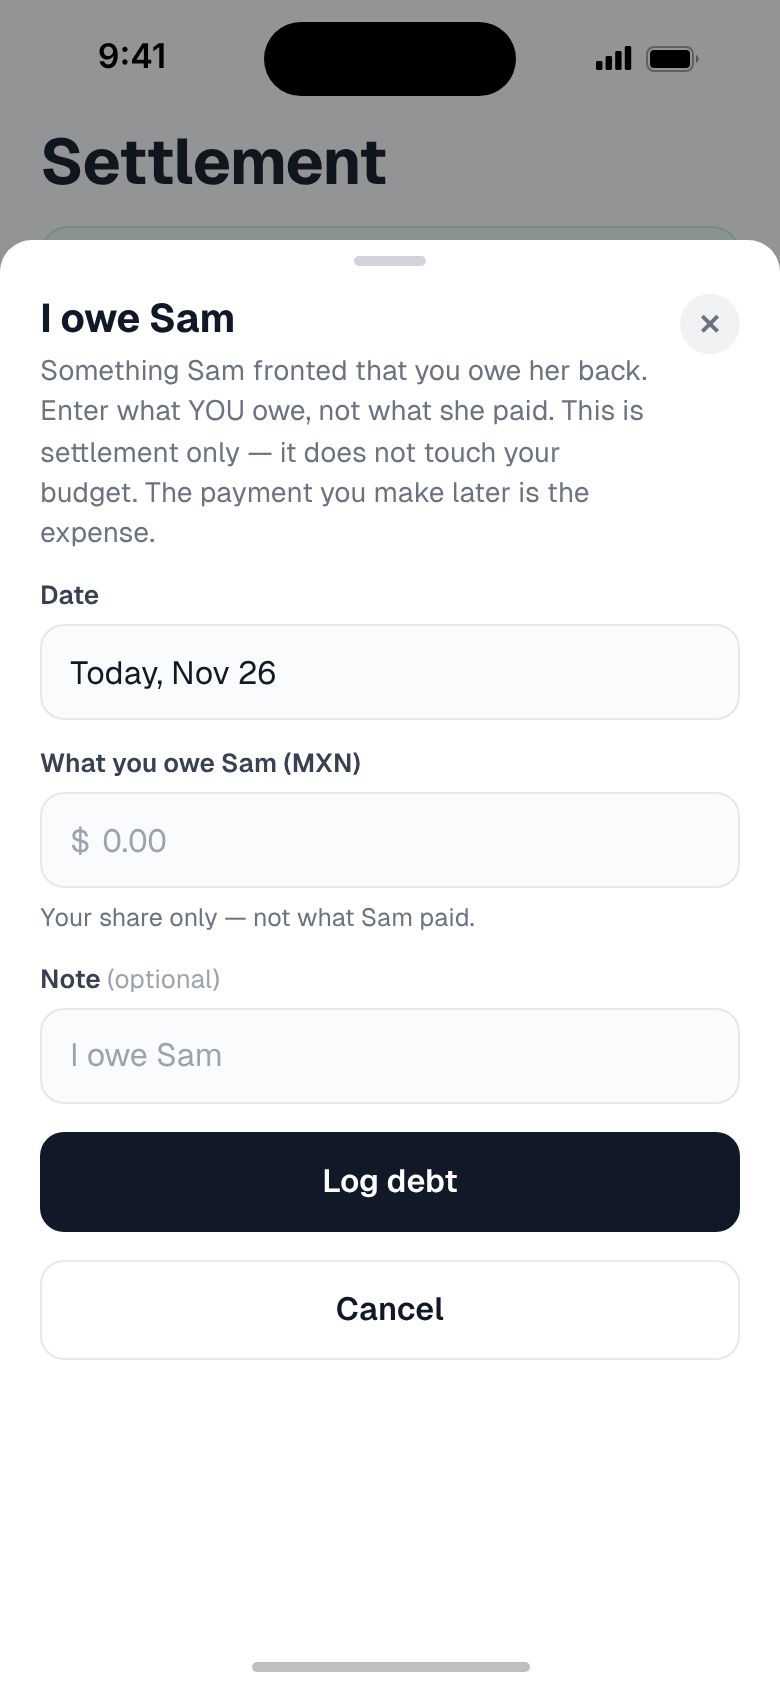 9:41
Settlement
I owe Sam
Something Sam fronted that you owe her back.
Enter what YOU owe, not what she paid. This is
settlement only — it does not touch your
budget. The payment you make later is the
expense.
Date
Today, Nov 26
What you owe Sam (MXN)
$ 0.00
Your share only — not what Sam paid.
Note (optional)
I owe Sam
Log debt
Cancel